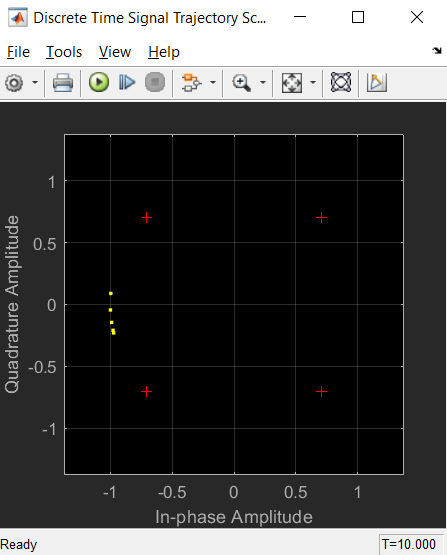 Discrete Time Signal Trajectory Sc...
File Tools View Help
Quadrature Amplitude
1
0.5
0
-0.5
-1
-1 -0.5 0 0.5 1
In-phase Amplitude
Ready T=10.000